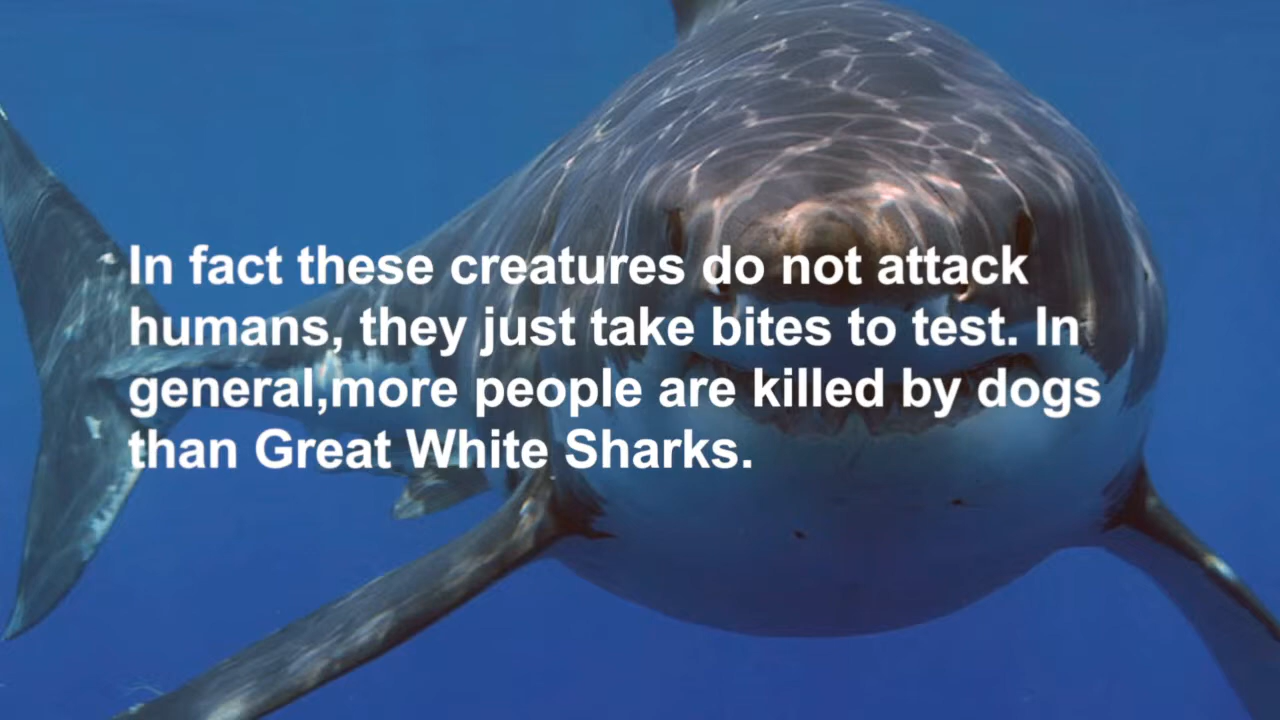 In fact these creatures do not attack
humans, they just take bites to test. In
general,more people are killed by dogs
than Great White Sharks.